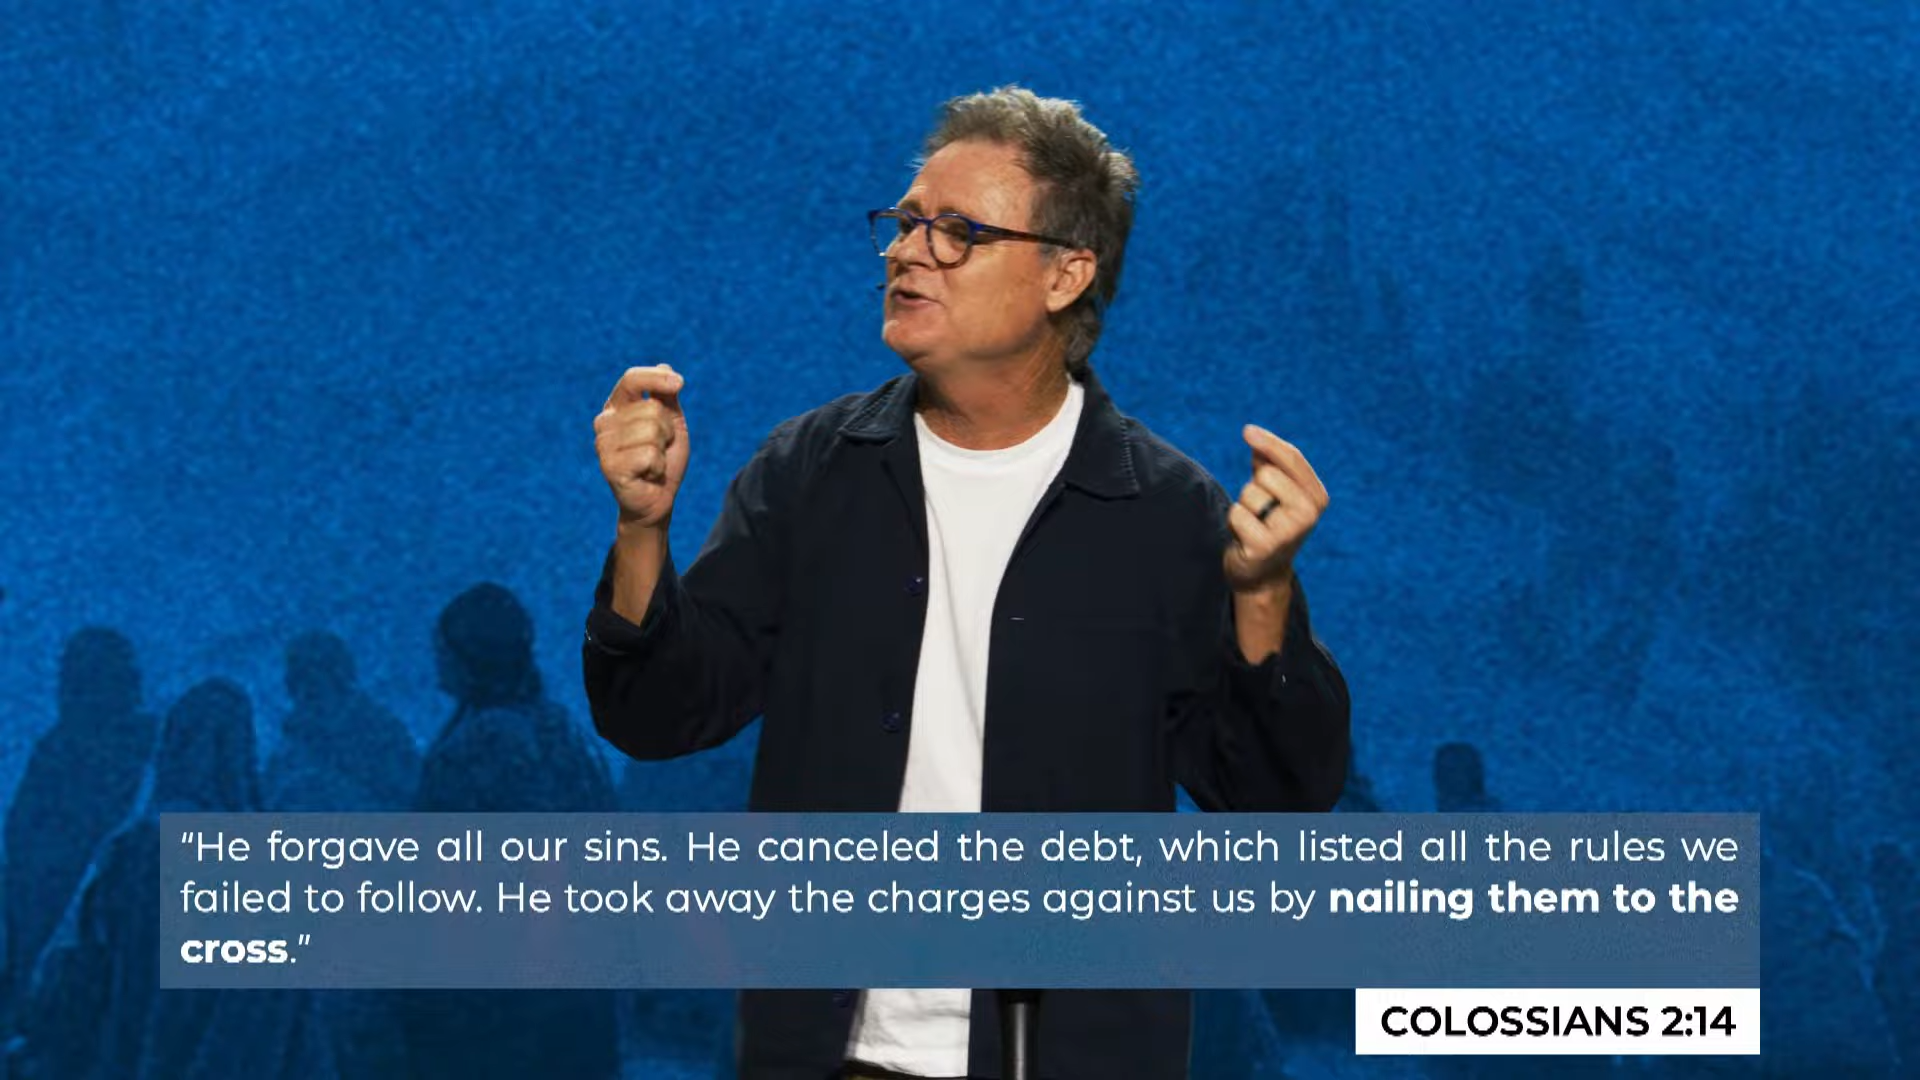 “He forgave all our sins. He canceled the debt, which listed all the rules we
failed to follow. He took away the charges against us by nailing them to the
cross.”
COLOSSIANS 2:14